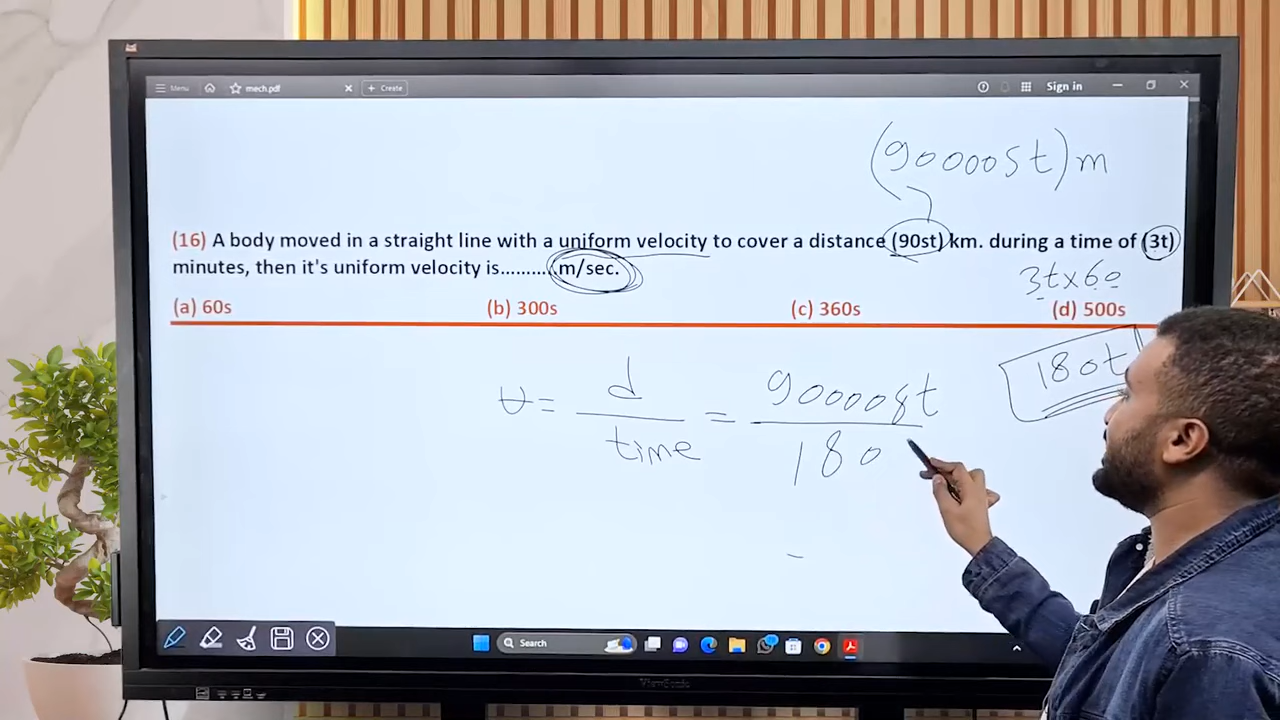 Menu mech.pdf Create Sign in
(90000st)m
(16) A body moved in a straight line with a uniform velocity to cover a distance (90st) km. during a time of (3t)
minutes, then it's uniform velocity is...........m/sec.
3t×60
(a) 60s (b) 300s (c) 360s (d) 500s
180t
v = d / time = 90000st / 180
=
Search
ViewSonic